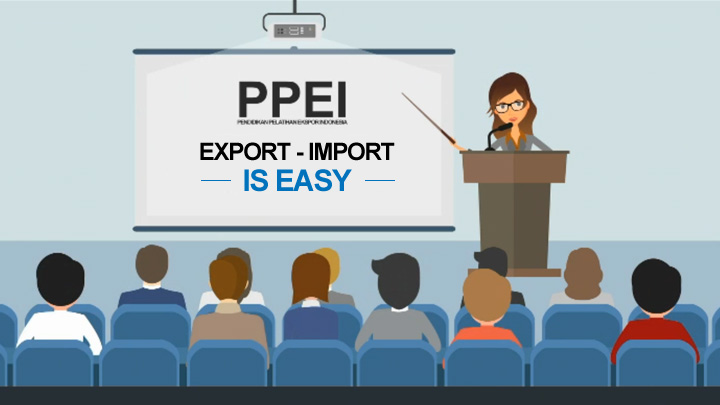 PPEI
PENDIDIKAN PELATIHAN EKSPOR INDONESIA
EXPORT - IMPORT
IS EASY